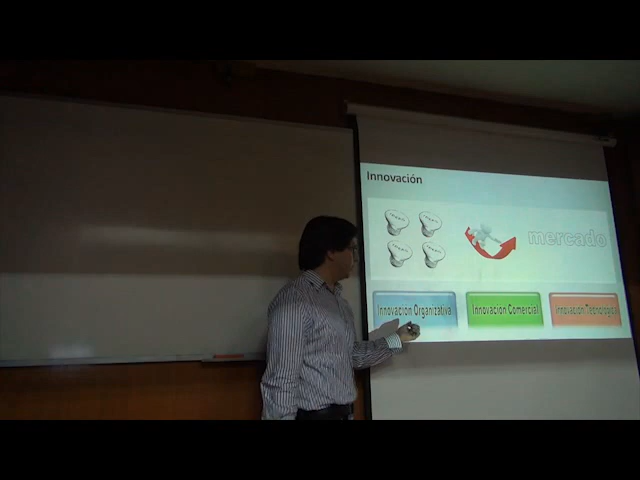 Innovación
mercado
Innovación Organizativa
Innovación Comercial
Innovación Tecnológica